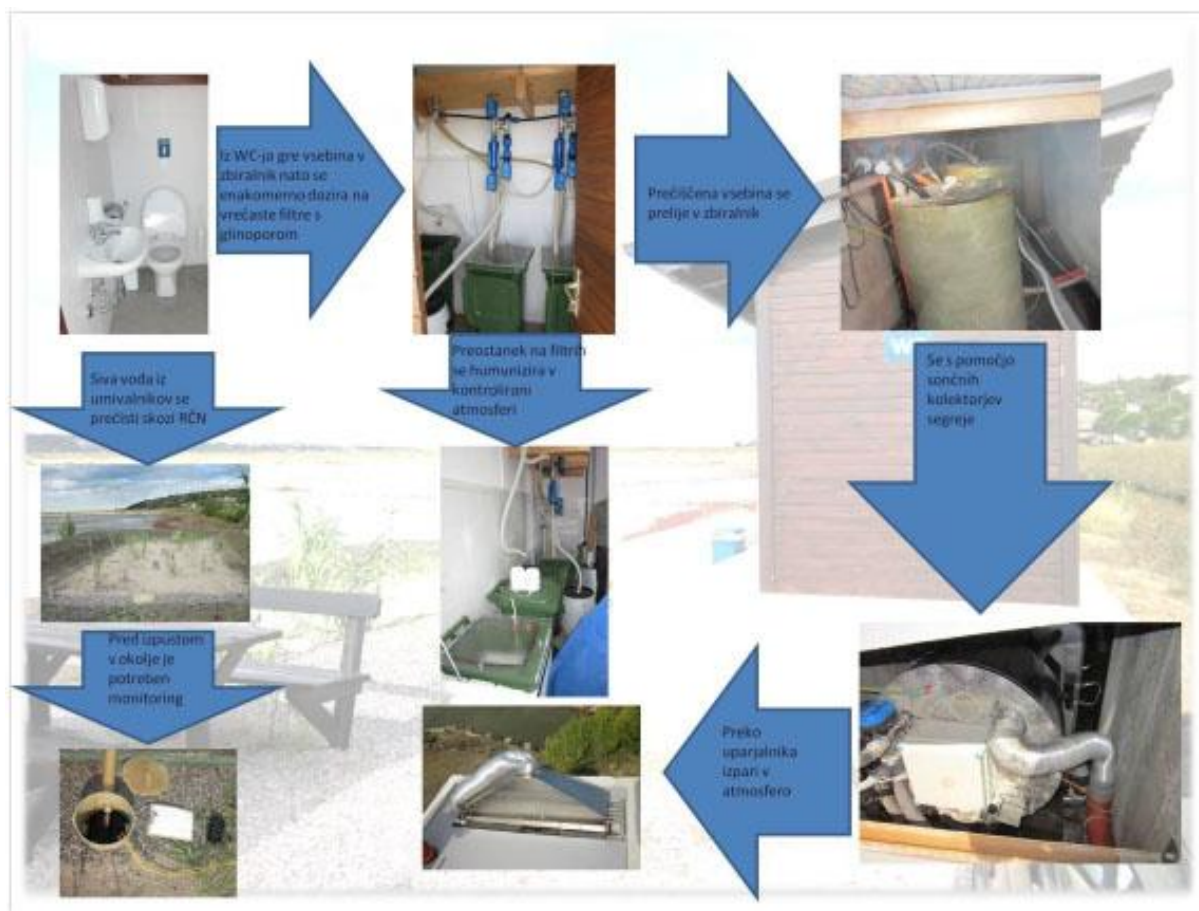 Iz WC-ja gre vsebina v
zbiralnik nato se
enakomerno dozira na
vrečaste filtre s
glinoporom
Prečiščena vsebina se
prelije v zbiralnik
Siva voda iz
umivalnikov se
prečisti skozi RČN
Preostanek na filtrih
se humunizira v
kontrolirani
atmosferi
Se s pomočjo
sončnih
kolektorjev
segreje
Pred izpustom
v okolje je
potreben
monitoring
Preko
uparjalnika
izpari v
atmosfero